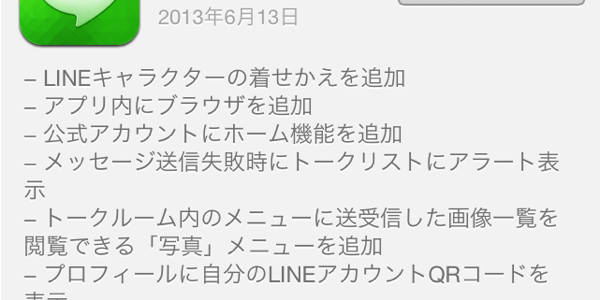 2013年6月13日
– LINEキャラクターの着せかえを追加
– アプリ内にブラウザを追加
– 公式アカウントにホーム機能を追加
– メッセージ送信失敗時にトークリストにアラート表
示
– トークルーム内のメニューに送受信した画像一覧を
閲覧できる「写真」メニューを追加
– プロフィールに自分のLINEアカウントQRコードを
表示